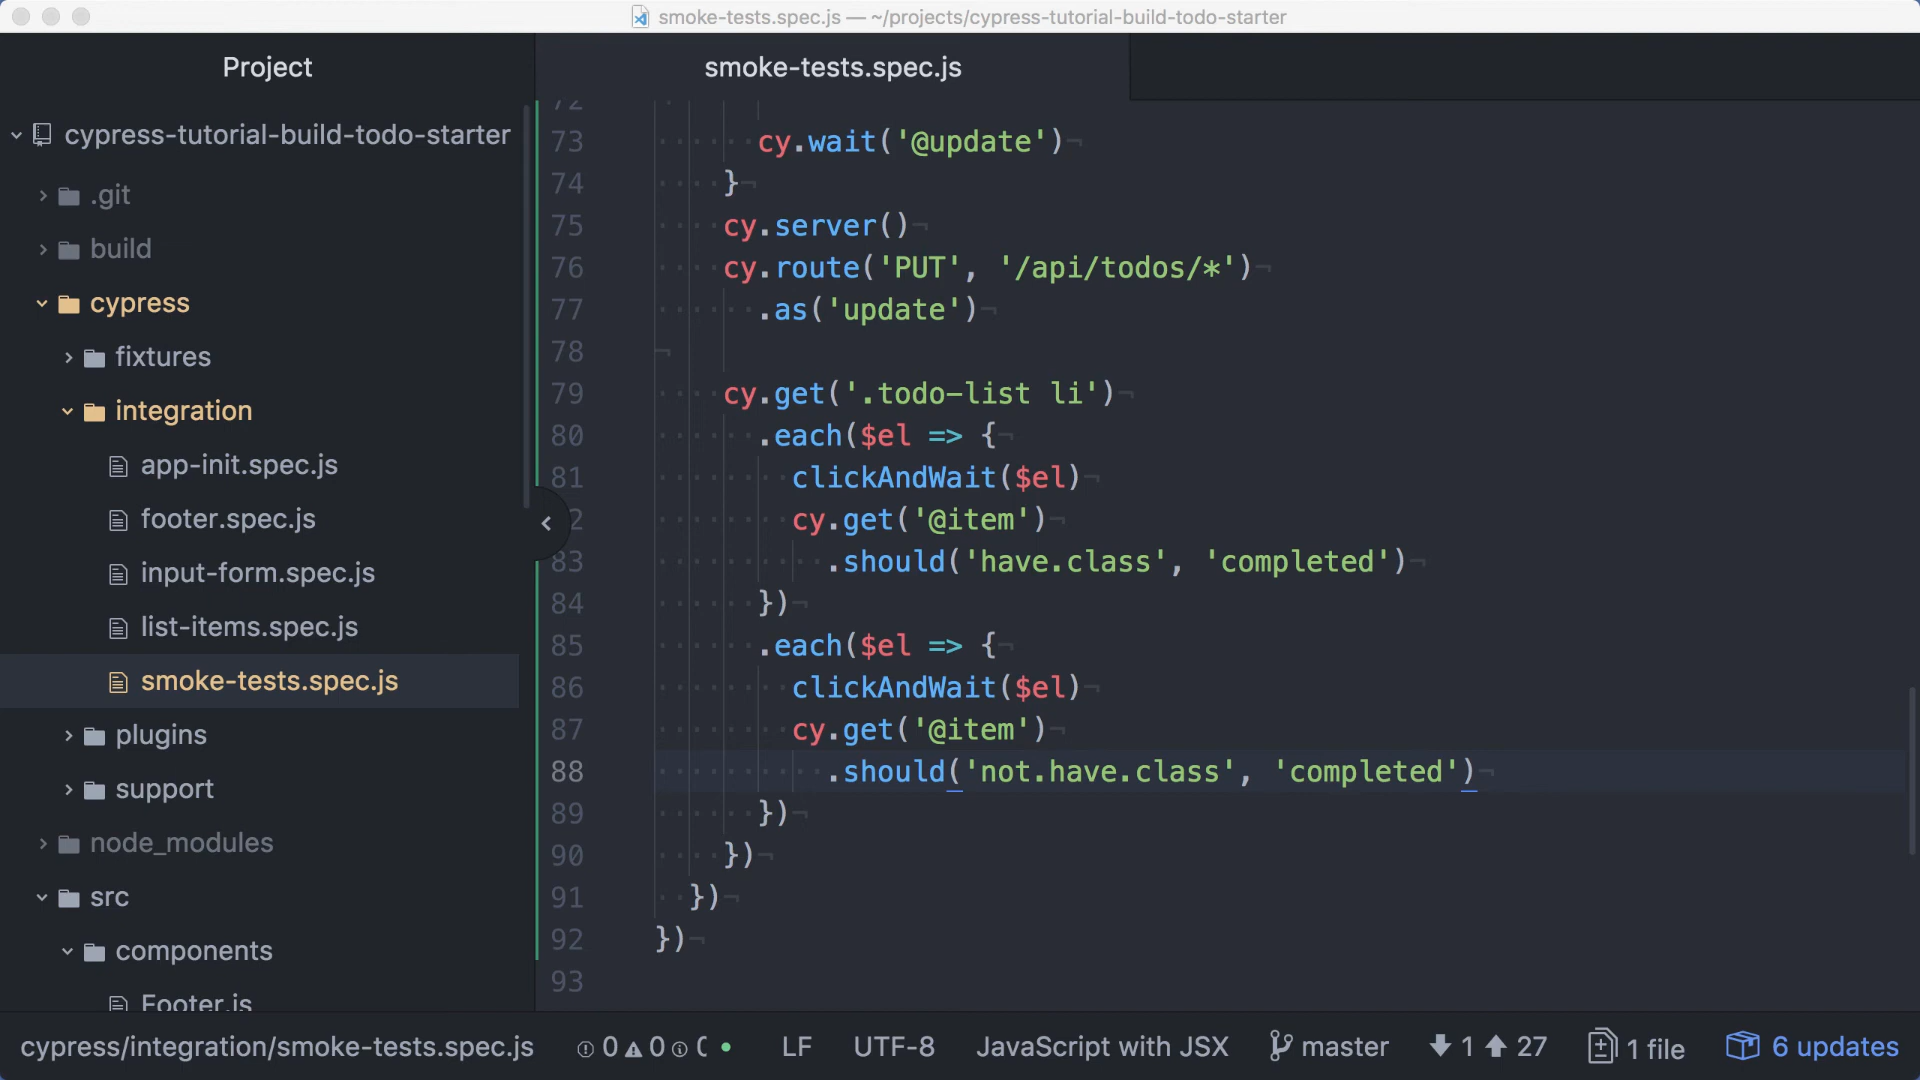 smoke-tests.spec.js — ~/projects/cypress-tutorial-build-todo-starter
Project
cypress-tutorial-build-todo-starter
.git
build
cypress
fixtures
integration
app-init.spec.js
footer.spec.js
input-form.spec.js
list-items.spec.js
smoke-tests.spec.js
plugins
support
node_modules
src
components
Footer.js
smoke-tests.spec.js
72
73 cy.wait('@update')
74 }
75 cy.server()
76 cy.route('PUT', '/api/todos/*')
77 .as('update')
78
79 cy.get('.todo-list li')
80 .each($el => {
81 clickAndWait($el)
2 cy.get('@item')
83 .should('have.class', 'completed')
84 })
85 .each($el => {
86 clickAndWait($el)
87 cy.get('@item')
88 .should('not.have.class', 'completed')
89 })
90 })
91 })
92 })
93
cypress/integration/smoke-tests.spec.js 0 0 LF UTF-8 JavaScript with JSX master 1 27 1 file 6 updates